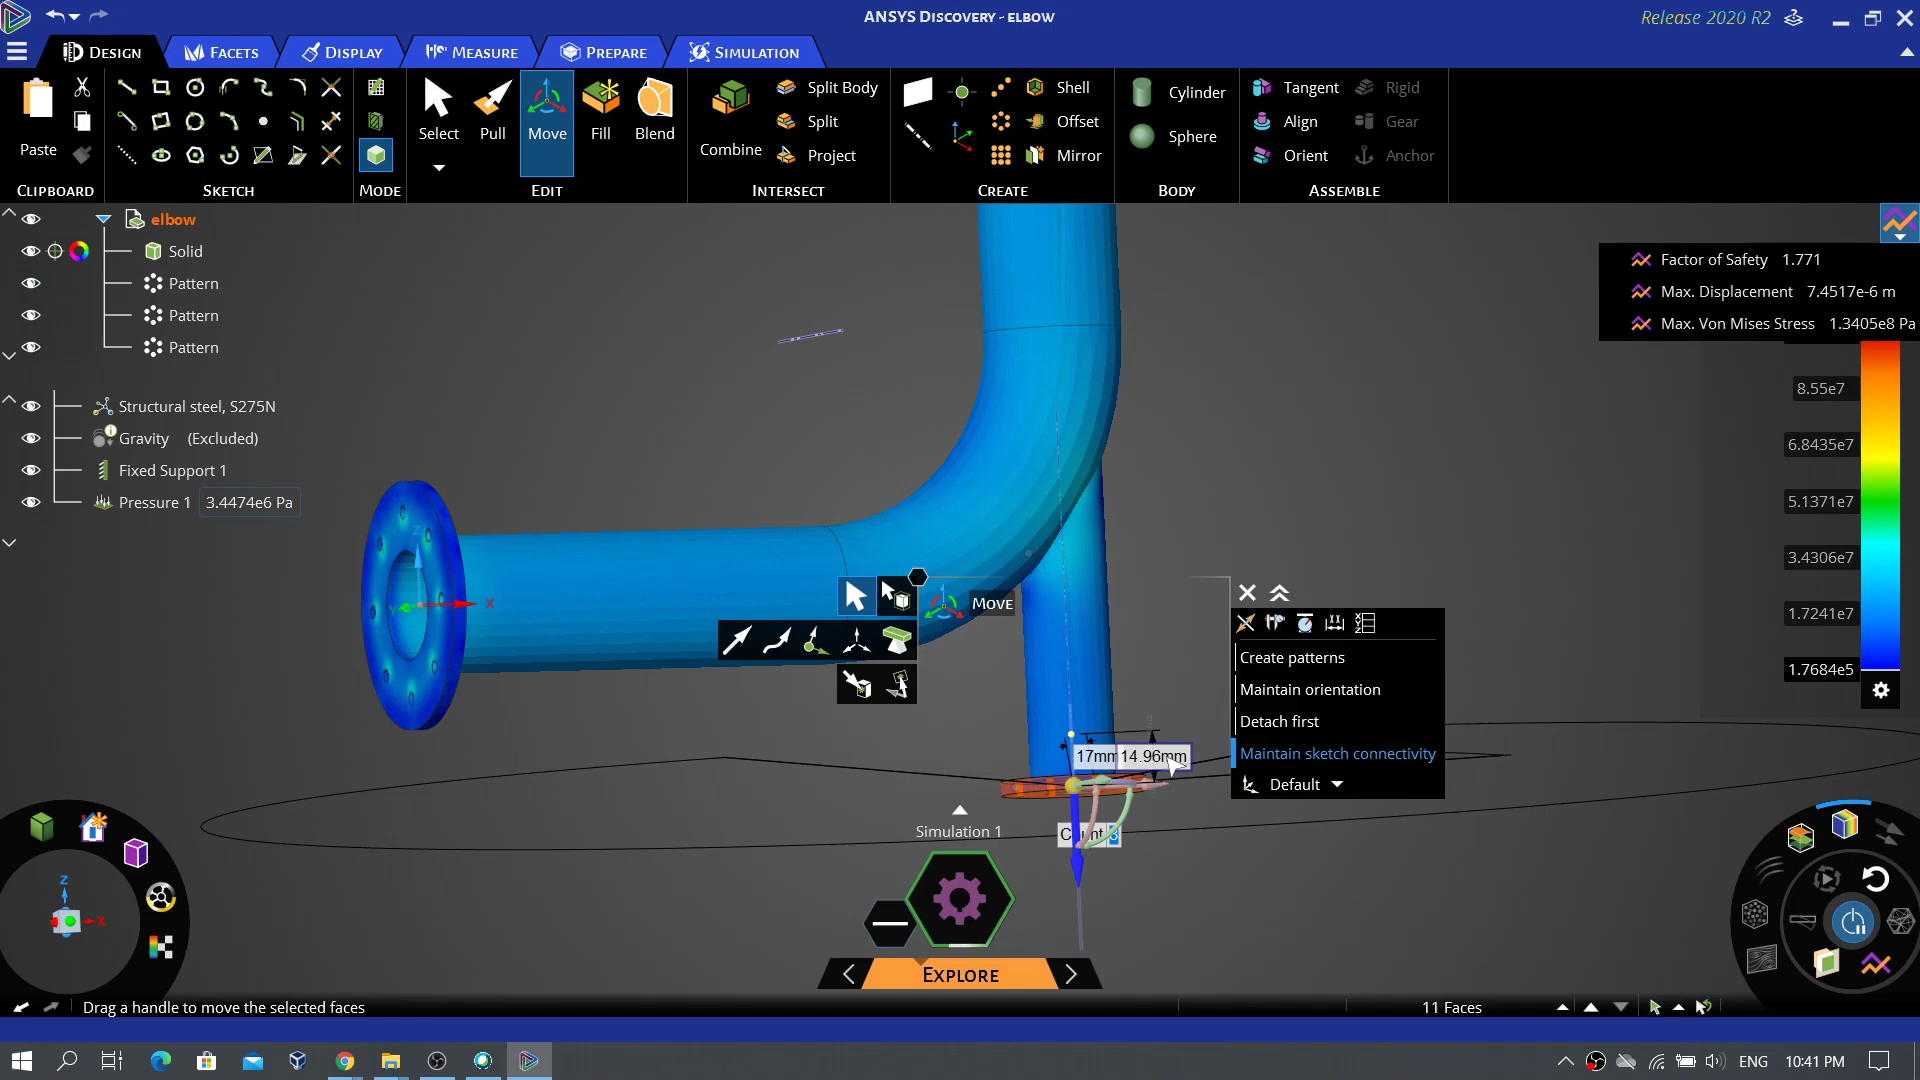 ANSYS Discovery - elbow
Release 2020 R2
Design
Facets
Display
Measure
Prepare
Simulation
Paste
Clipboard
Sketch
Mode
Select
Pull
Move
Fill
Blend
Edit
Combine
Split Body
Split
Project
Intersect
Shell
Offset
Mirror
Create
Cylinder
Sphere
Body
Tangent
Align
Orient
Rigid
Gear
Anchor
Assemble
elbow
Solid
Pattern
Pattern
Pattern
Structural steel, S275N
Gravity (Excluded)
Fixed Support 1
Pressure 1 3.4474e6 Pa
Factor of Safety 1.771
Max. Displacement 7.4517e-6 m
Max. Von Mises Stress 1.3405e8 Pa
8.55e7
6.8435e7
5.1371e7
3.4306e7
1.7241e7
1.7684e5
Z
Y
X
Move
Create patterns
Maintain orientation
Detach first
Maintain sketch connectivity
Default
17mm
14.96mm
Simulation 1
Explore
Z
X
Drag a handle to move the selected faces
11 Faces
ENG
10:41 PM